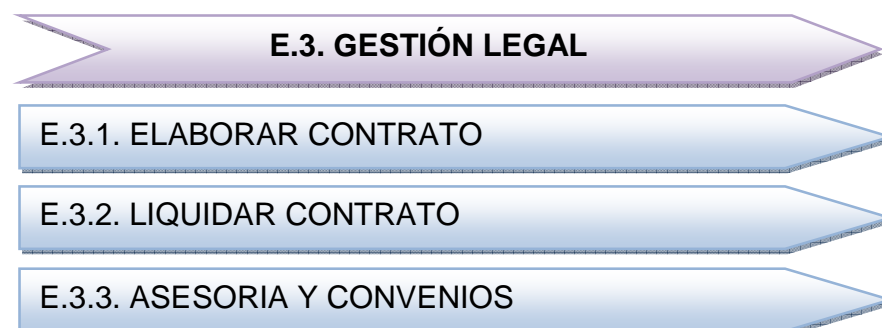 E.3. GESTIÓN LEGAL
E.3.1. ELABORAR CONTRATO
E.3.2. LIQUIDAR CONTRATO
E.3.3. ASESORIA Y CONVENIOS